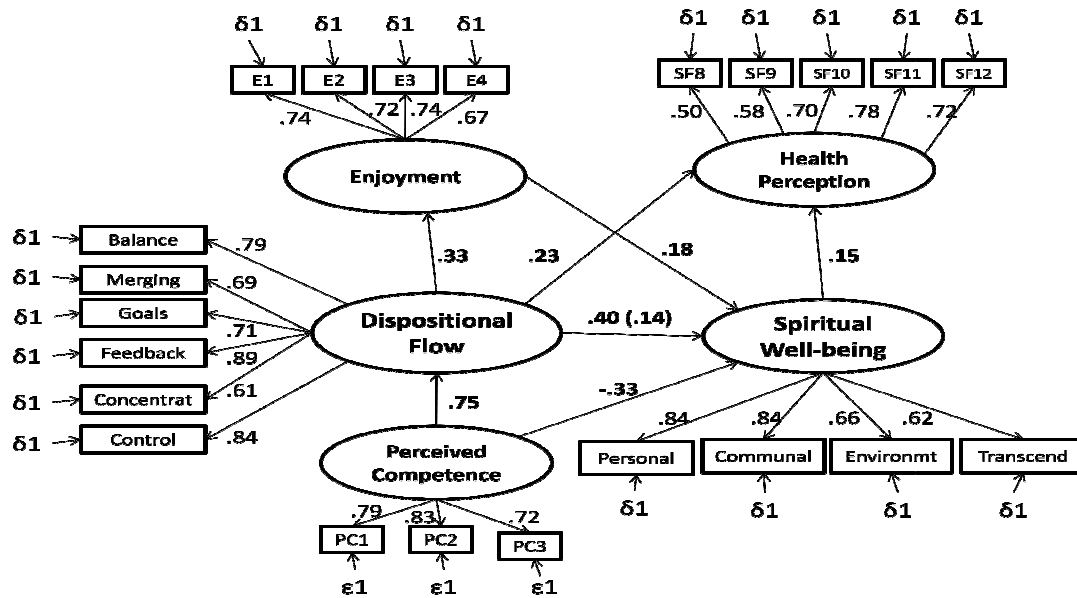 δ1 δ1 δ1 δ1 δ1 δ1 δ1 δ1 δ1
E1 E2 E3 E4 SF8 SF9 SF10 SF11 SF12
.74 .72 .74 .67 .50 .58 .70 .78 .72
Enjoyment
Health
Perception
.33 .23 .18 .15
δ1 Balance .79
δ1 Merging .69
δ1 Goals .71
δ1 Feedback .89
δ1 Concentrat .61
δ1 Control .84
Dispositional
Flow
.40 (.14)
Spiritual
Well-being
.75 -.33
Perceived
Competence
.84 .84 .66 .62
Personal Communal Environmt Transcend
δ1 δ1 δ1 δ1
.79 .83 .72
PC1 PC2 PC3
ε1 ε1 ε1